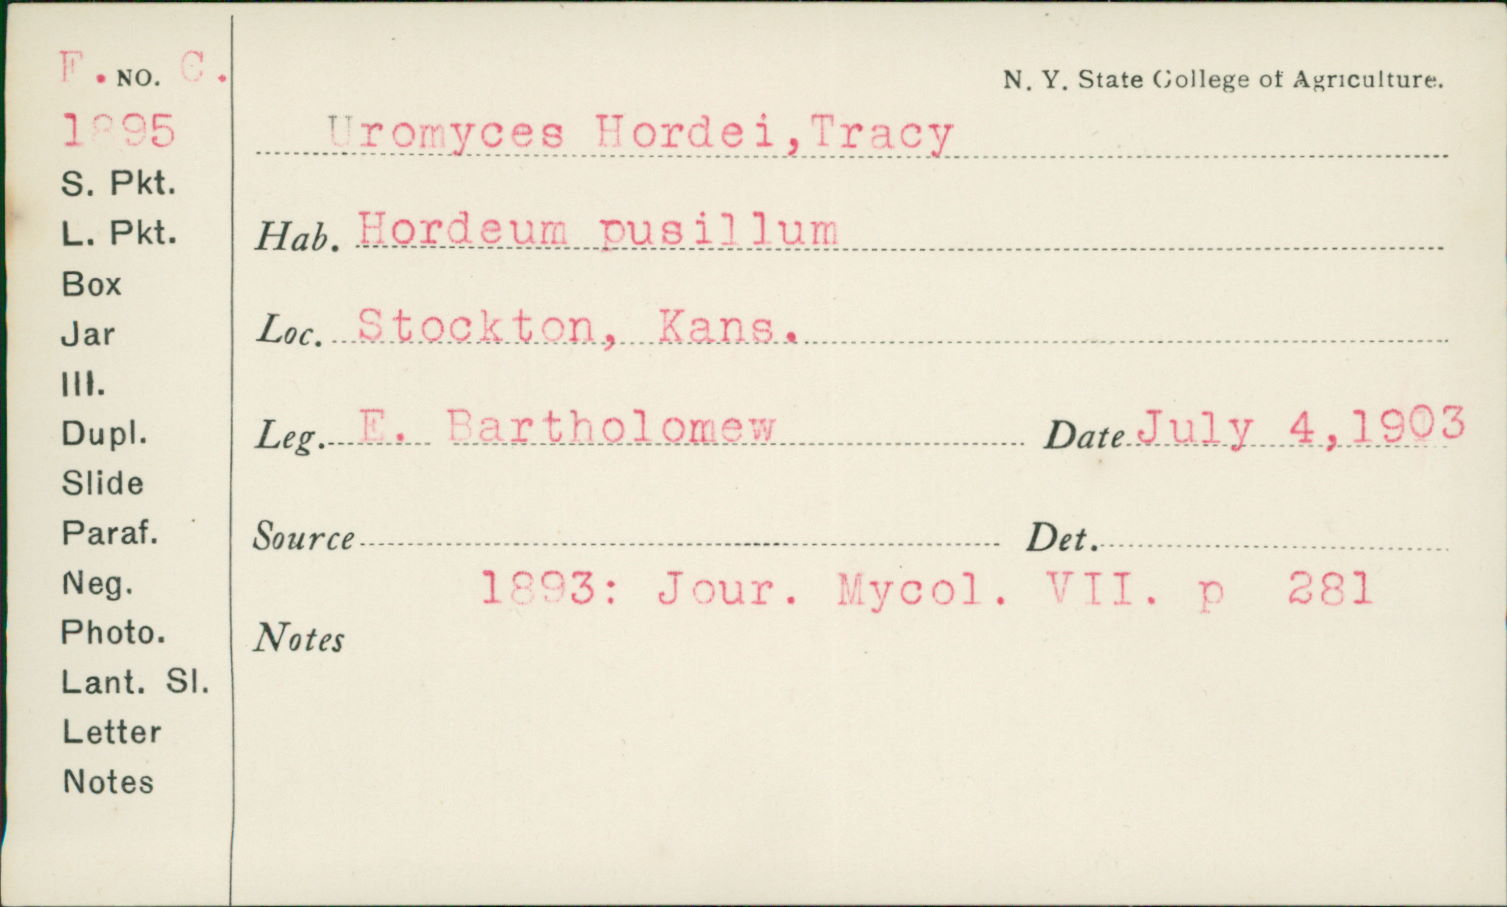 F. NO. C.
N. Y. State College of Agriculture.
1895
Uromyces Hordei,Tracy
S. Pkt.
L. Pkt.
Hab. Hordeum pusillum
Box
Jar
Loc. Stockton, Kans.
Ill.
Dupl.
Leg. E. Bartholomew Date July 4,1903
Slide
Paraf.
Source Det.
Neg.
1893: Jour. Mycol. VII. p 281
Photo.
Notes
Lant. Sl.
Letter
Notes